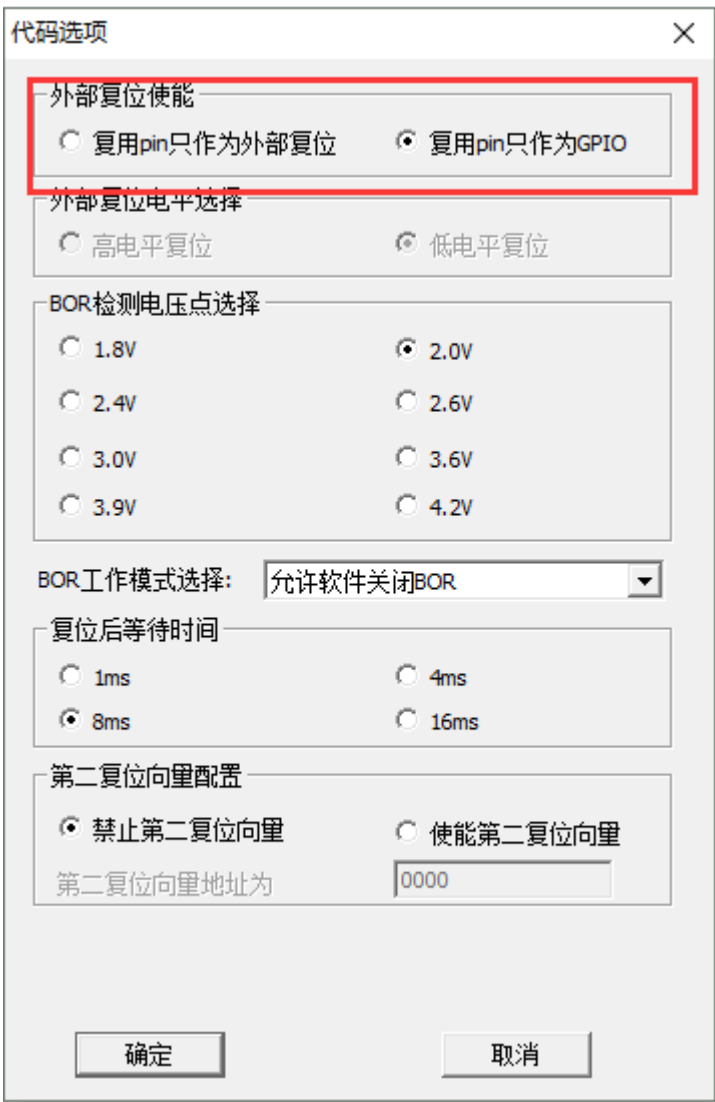 代码选项
外部复位使能
复用pin只作为外部复位 复用pin只作为GPIO
外部复位电平选择
高电平复位 低电平复位
BOR检测电压点选择
1.8V 2.0V
2.4V 2.6V
3.0V 3.6V
3.9V 4.2V
BOR工作模式选择: 允许软件关闭BOR
复位后等待时间
1ms 4ms
8ms 16ms
第二复位向量配置
禁止第二复位向量 使能第二复位向量
第二复位向量地址为 0000
确定 取消